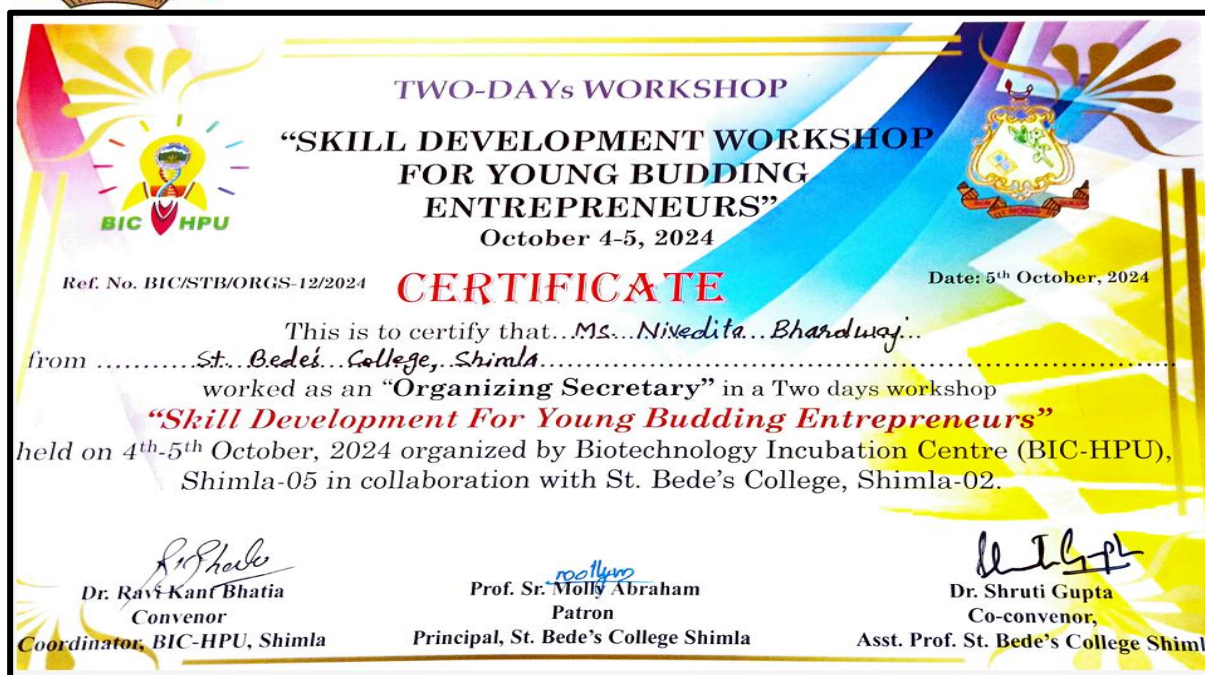 TWO-DAYs WORKSHOP
“SKILL DEVELOPMENT WORKSHOP
FOR YOUNG BUDDING
ENTREPRENEURS”
October 4-5, 2024
BIC HPU
Ref. No. BIC/STB/ORGS-12/2024
CERTIFICATE
Date: 5th October, 2024
This is to certify that...Ms...Nivedita...Bhardwaj...
from ............St. Bede's College, Shimla............
worked as an “Organizing Secretary” in a Two days workshop
“Skill Development For Young Budding Entrepreneurs”
held on 4th-5th October, 2024 organized by Biotechnology Incubation Centre (BIC-HPU),
Shimla-05 in collaboration with St. Bede’s College, Shimla-02.
Dr. Ravi Kant Bhatia
Convenor
Coordinator, BIC-HPU, Shimla
Prof. Sr. Molly Abraham
Patron
Principal, St. Bede’s College Shimla
Dr. Shruti Gupta
Co-convenor,
Asst. Prof. St. Bede’s College Shiml